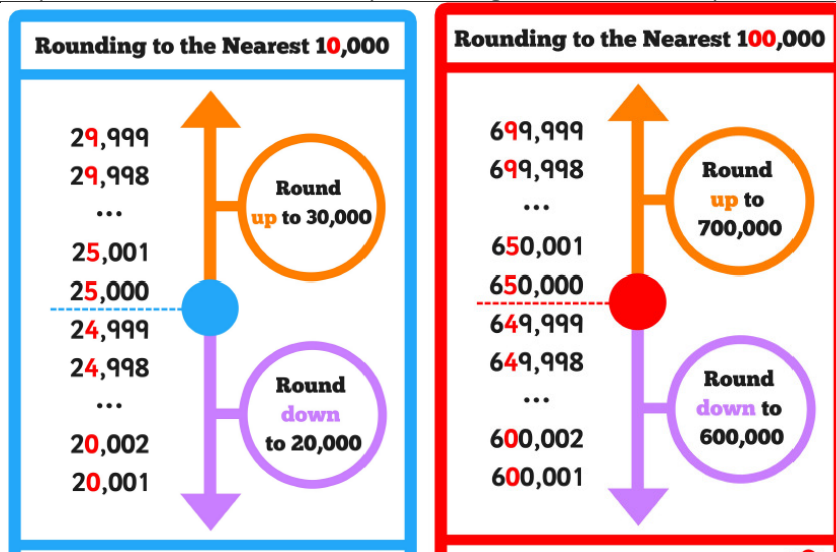 Rounding to the Nearest 10,000
29,999
29,998
...
25,001
25,000
24,999
24,998
...
20,002
20,001
Round
up to 30,000
Round
down
to 20,000
Rounding to the Nearest 100,000
699,999
699,998
...
650,001
650,000
649,999
649,998
...
600,002
600,001
Round
up to
700,000
Round
down to
600,000